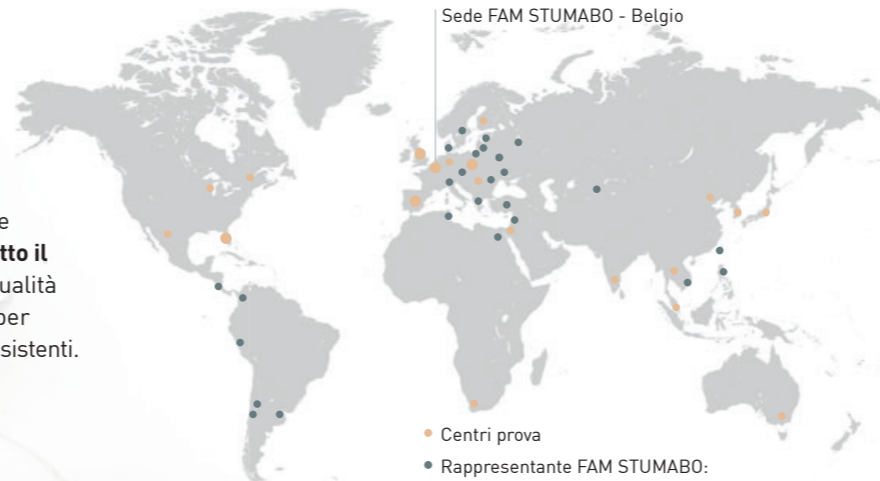 Sede FAM STUMABO - Belgio
e
tto il
ualità
per
sistenti.
Centri prova
Rappresentante FAM STUMABO: